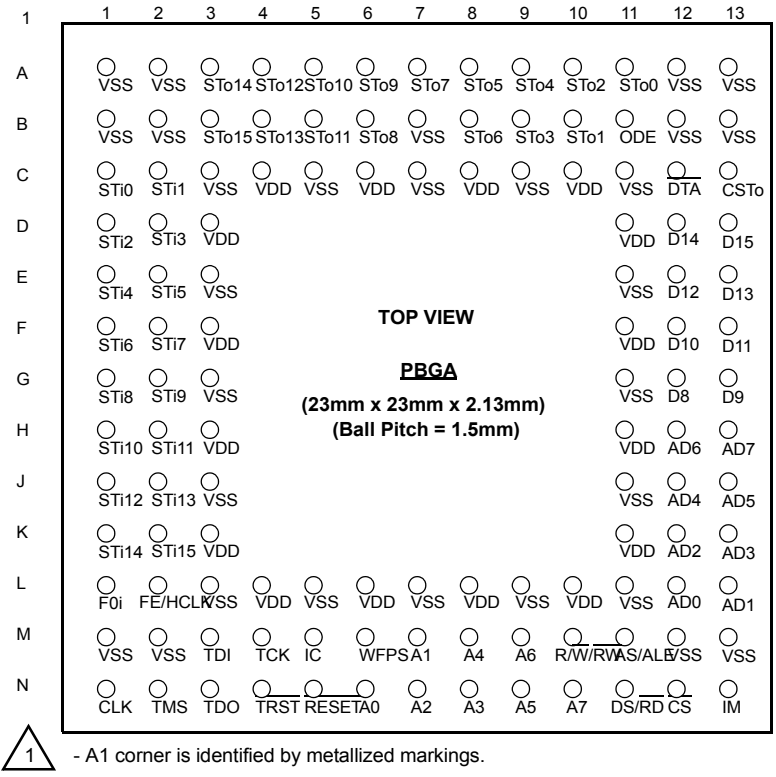 1 1 2 3 4 5 6 7 8 9 10 11 12 13
A VSS VSS STo14 STo12 STo10 STo9 STo7 STo5 STo4 STo2 STo0 VSS VSS
B VSS VSS STo15 STo13 STo11 STo8 VSS STo6 STo3 STo1 ODE VSS VSS
C STi0 STi1 VSS VDD VSS VDD VSS VDD VSS VDD VSS DTA CSTo
D STi2 STi3 VDD VDD D14 D15
E STi4 STi5 VSS VSS D12 D13
TOP VIEW
F STi6 STi7 VDD VDD D10 D11
PBGA
G STi8 STi9 VSS VSS D8 D9
(23mm x 23mm x 2.13mm)
(Ball Pitch = 1.5mm)
H STi10 STi11 VDD VDD AD6 AD7
J STi12 STi13 VSS VSS AD4 AD5
K STi14 STi15 VDD VDD AD2 AD3
L F0i FE/HCLK VSS VDD VSS VDD VSS VDD VSS VDD VSS AD0 AD1
M VSS VSS TDI TCK IC WFPS A1 A4 A6 R/W/RW AS/ALE VSS VSS
N CLK TMS TDO TRST RESET A0 A2 A3 A5 A7 DS/RD CS IM
1 - A1 corner is identified by metallized markings.